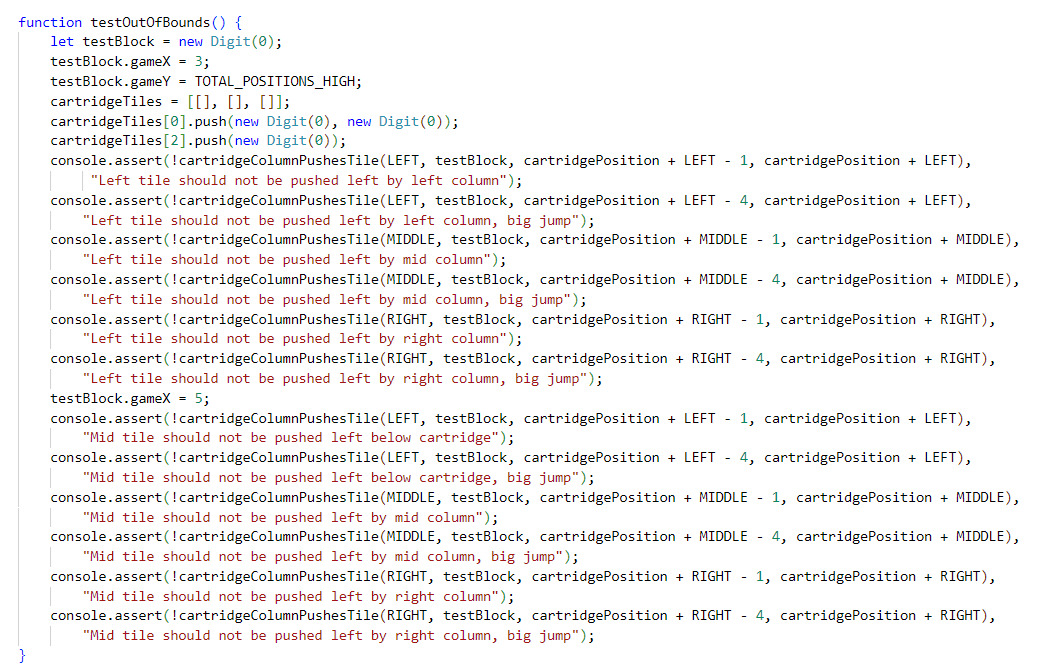 function testOutOfBounds() {
    let testBlock = new Digit(0);
    testBlock.gameX = 3;
    testBlock.gameY = TOTAL_POSITIONS_HIGH;
    cartridgeTiles = [[], [], []];
    cartridgeTiles[0].push(new Digit(0), new Digit(0));
    cartridgeTiles[2].push(new Digit(0));
    console.assert(!cartridgeColumnPushesTile(LEFT, testBlock, cartridgePosition + LEFT - 1, cartridgePosition + LEFT),
         "Left tile should not be pushed left by left column");
    console.assert(!cartridgeColumnPushesTile(LEFT, testBlock, cartridgePosition + LEFT - 4, cartridgePosition + LEFT),
        "Left tile should not be pushed left by left column, big jump");
    console.assert(!cartridgeColumnPushesTile(MIDDLE, testBlock, cartridgePosition + MIDDLE - 1, cartridgePosition + MIDDLE),
        "Left tile should not be pushed left by mid column");
    console.assert(!cartridgeColumnPushesTile(MIDDLE, testBlock, cartridgePosition + MIDDLE - 4, cartridgePosition + MIDDLE),
        "Left tile should not be pushed left by mid column, big jump");
    console.assert(!cartridgeColumnPushesTile(RIGHT, testBlock, cartridgePosition + RIGHT - 1, cartridgePosition + RIGHT),
        "Left tile should not be pushed left by right column");
    console.assert(!cartridgeColumnPushesTile(RIGHT, testBlock, cartridgePosition + RIGHT - 4, cartridgePosition + RIGHT),
        "Left tile should not be pushed left by right column, big jump");
    testBlock.gameX = 5;
    console.assert(!cartridgeColumnPushesTile(LEFT, testBlock, cartridgePosition + LEFT - 1, cartridgePosition + LEFT),
        "Mid tile should not be pushed left below cartridge");
    console.assert(!cartridgeColumnPushesTile(LEFT, testBlock, cartridgePosition + LEFT - 4, cartridgePosition + LEFT),
        "Mid tile should not be pushed left below cartridge, big jump");
    console.assert(!cartridgeColumnPushesTile(MIDDLE, testBlock, cartridgePosition + MIDDLE - 1, cartridgePosition + MIDDLE),
        "Mid tile should not be pushed left by mid column");
    console.assert(!cartridgeColumnPushesTile(MIDDLE, testBlock, cartridgePosition + MIDDLE - 4, cartridgePosition + MIDDLE),
        "Mid tile should not be pushed left by mid column, big jump");
    console.assert(!cartridgeColumnPushesTile(RIGHT, testBlock, cartridgePosition + RIGHT - 1, cartridgePosition + RIGHT),
        "Mid tile should not be pushed left by right column");
    console.assert(!cartridgeColumnPushesTile(RIGHT, testBlock, cartridgePosition + RIGHT - 4, cartridgePosition + RIGHT),
        "Mid tile should not be pushed left by right column, big jump");
}